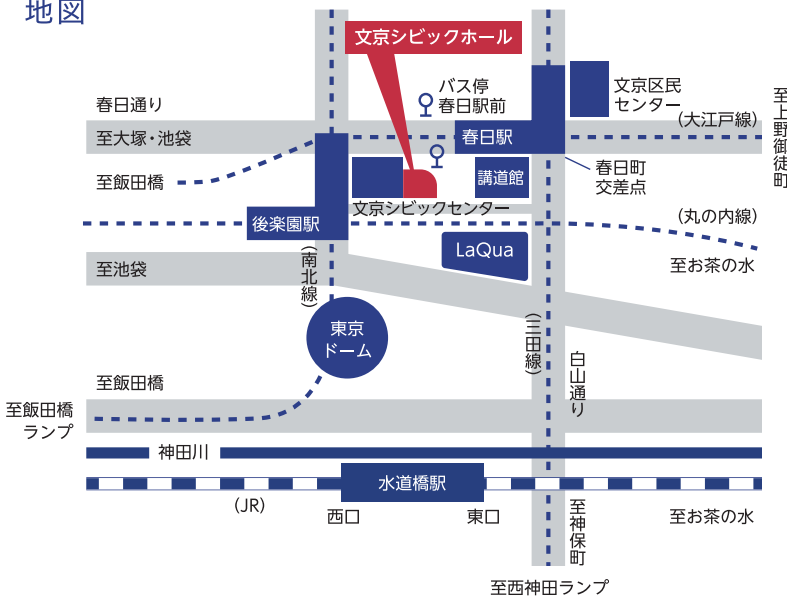 地図
文京シビックホール
バス停
春日駅前
文京区民
センター
春日通り
至大塚・池袋
春日駅
(大江戸線)
至上野御徒町
至飯田橋
講道館
春日町
交差点
文京シビックセンター
後楽園駅
(丸の内線)
LaQua
至お茶の水
至池袋
(南北線)
東京
ドーム
(三田線)
白山通り
至飯田橋
至飯田橋
ランプ
神田川
水道橋駅
(JR)
西口
東口
至神保町
至お茶の水
至西神田ランプ